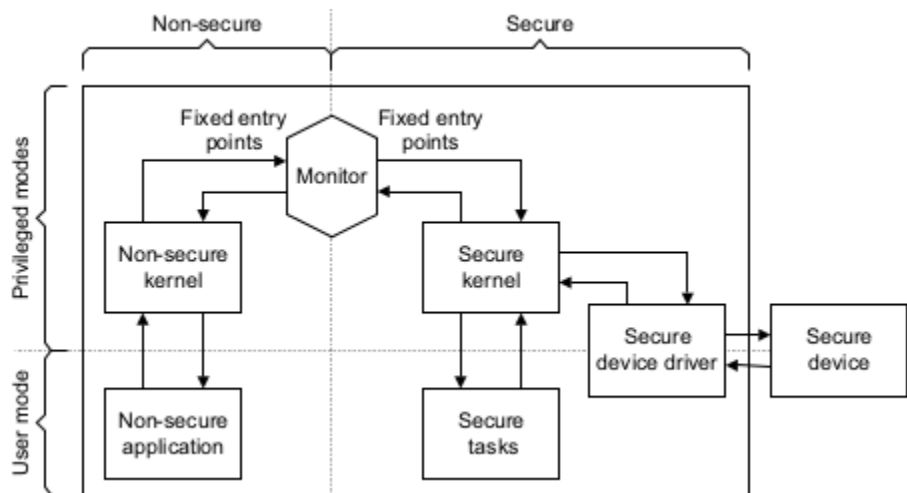 Non-secure
Secure
Fixed entry
points
Fixed entry
points
Monitor
Privileged modes
Non-secure
kernel
Secure
kernel
Secure
device driver
Secure
device
User mode
Non-secure
application
Secure
tasks